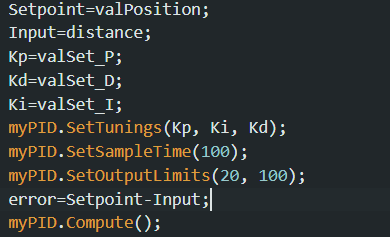 Setpoint=valPosition;
Input=distance;
Kp=valSet_P;
Kd=valSet_D;
Ki=valSet_I;
myPID.SetTunings(Kp, Ki, Kd);
myPID.SetSampleTime(100);
myPID.SetOutputLimits(20, 100);
error=Setpoint-Input;
myPID.Compute();